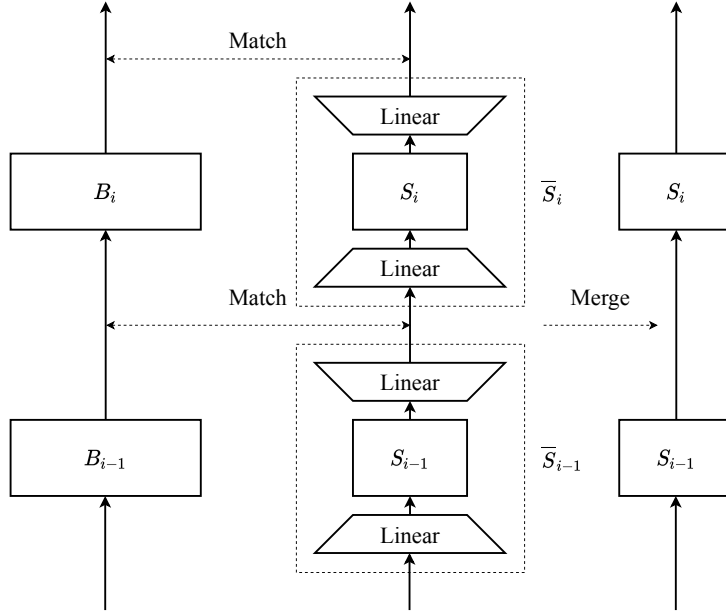 Match
Linear
B_i
S_i
S̅_i
S_i
Linear
Match
Merge
Linear
B_{i−1}
S_{i−1}
S̅_{i−1}
S_{i−1}
Linear